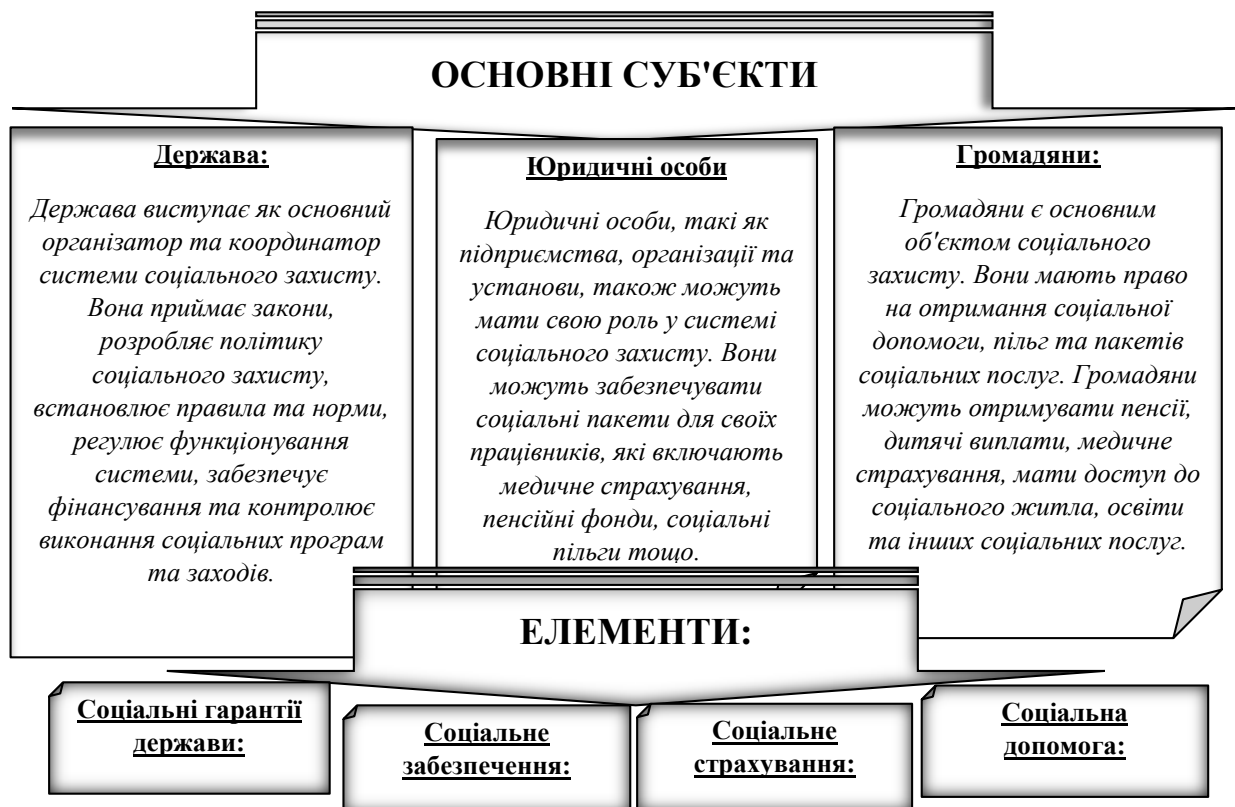 ОСНОВНІ СУБ'ЄКТИ
Держава:
Держава виступає як основний
організатор та координатор
системи соціального захисту.
Вона приймає закони,
розробляє політику
соціального захисту,
встановлює правила та норми,
регулює функціонування
системи, забезпечує
фінансування та контролює
виконання соціальних програм
та заходів.
Юридичні особи
Юридичні особи, такі як
підприємства, організації та
установи, також можуть
мати свою роль у системі
соціального захисту. Вони
можуть забезпечувати
соціальні пакети для своїх
працівників, які включають
медичне страхування,
пенсійні фонди, соціальні
пільги тощо.
Громадяни:
Громадяни є основним
об'єктом соціального
захисту. Вони мають право
на отримання соціальної
допомоги, пільг та пакетів
соціальних послуг. Громадяни
можуть отримувати пенсії,
дитячі виплати, медичне
страхування, мати доступ до
соціального житла, освіти
та інших соціальних послуг.
ЕЛЕМЕНТИ:
Соціальні гарантії
держави:
Соціальне
забезпечення:
Соціальне
страхування:
Соціальна
допомога: